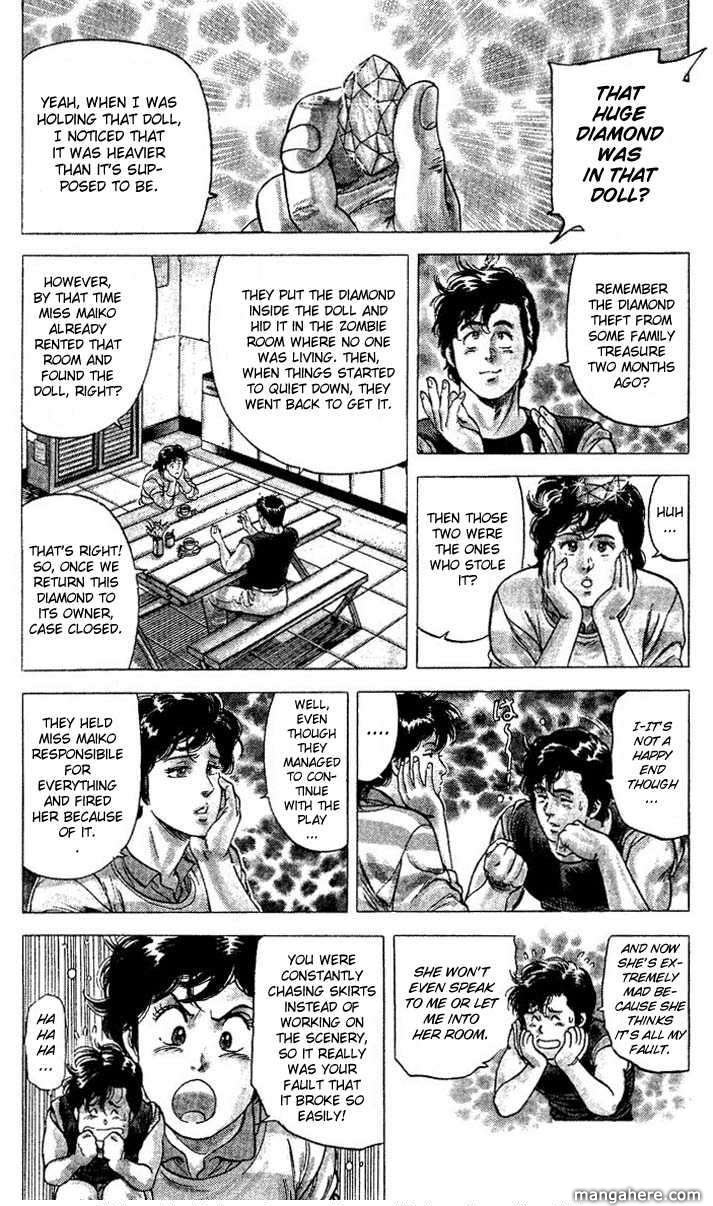 THAT
HUGE
DIAMOND
WAS
IN THAT
DOLL?
YEAH, WHEN I WAS
HOLDING THAT DOLL,
I NOTICED THAT
IT WAS HEAVIER
THAN IT'S SUP-
POSED TO BE.
REMEMBER
THE DIAMOND
THEFT FROM
SOME FAMILY
TREASURE
TWO MONTHS
AGO?
HUH
...
THEN THOSE
TWO WERE
THE ONES
WHO STOLE
IT?
THEY PUT THE DIAMOND
INSIDE THE DOLL AND
HID IT IN THE ZOMBIE
ROOM WHERE NO ONE
WAS LIVING. THEN,
WHEN THINGS STARTED
TO QUIET DOWN, THEY
WENT BACK TO GET IT.
HOWEVER,
BY THAT TIME
MISS MAIKO
ALREADY
RENTED THAT
ROOM AND
FOUND THE
DOLL, RIGHT?
THAT'S RIGHT!
SO, ONCE WE
RETURN THIS
DIAMOND TO
ITS OWNER,
CASE CLOSED.
I-IT'S
NOT A
HAPPY
END
THOUGH
...
は～
....
WELL,
EVEN
THOUGH
THEY
MANAGED
TO CON-
TINUE
WITH THE
PLAY
...
THEY HELD
MISS MAIKO
RESPONSIBILE
FOR
EVERYTHING
AND FIRED
HER BECAUSE
OF IT.
.
AND NOW
SHE'S EX-
TREMELY
MAD BE-
CAUSE SHE
THINKS
IT'S ALL MY
FAULT.
SHE WON'T
EVEN SPEAK
TO ME OR LET
ME INTO
HER ROOM.
YOU WERE
CONSTANTLY
CHASING SKIRTS
INSTEAD OF
WORKING ON
THE SCENERY,
SO IT REALLY
WAS YOUR
FAULT THAT
IT BROKE SO
EASILY!
HA
HA
HA
...
mangahere.com